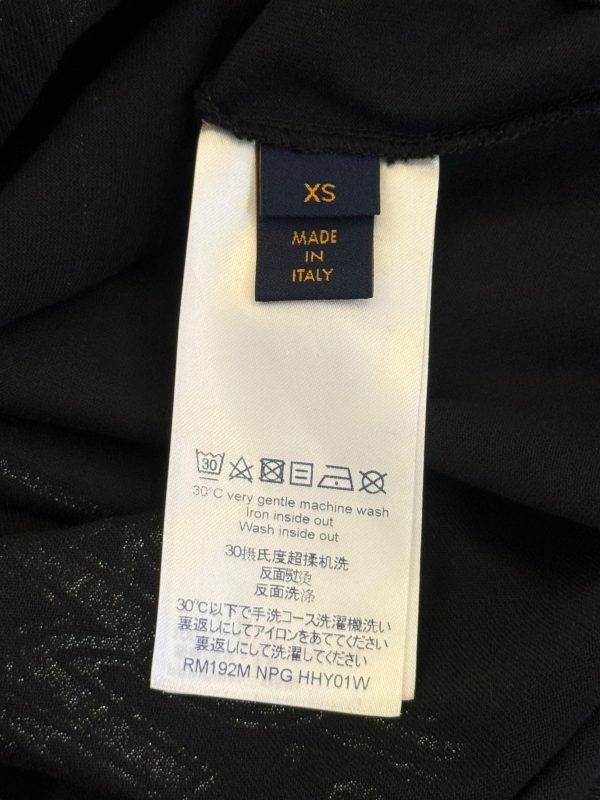 XS
MADE
IN
ITALY
30
30°C very gentle machine wash
Iron inside out
Wash inside out
30摄氏度超揉机洗
反面熨烫
反面洗涤
30℃以下で手洗コース洗濯機洗い
裏返しにしてアイロンをあててください
裏返しにして洗濯してください
RM192M NPG HHY01W